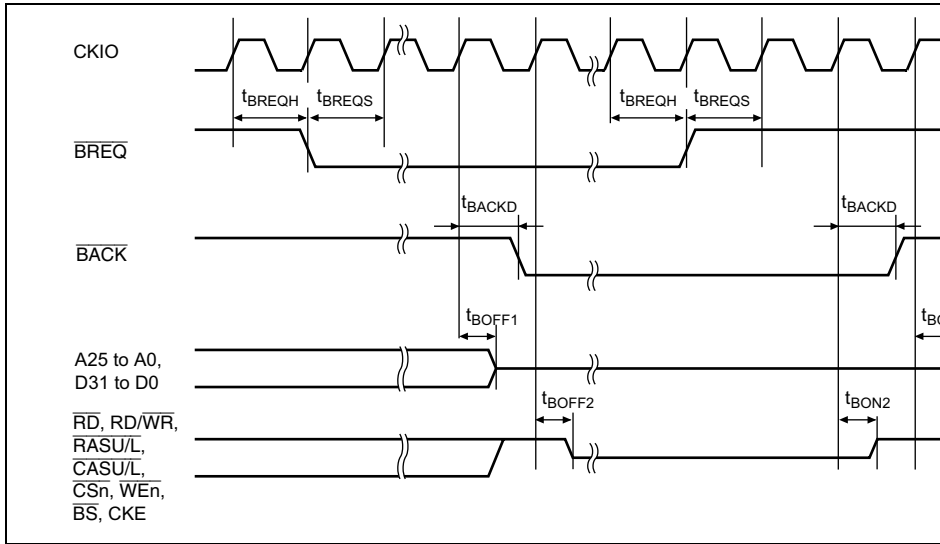 CKIO
tBREQH tBREQS tBREQH tBREQS
BREQ
tBACKD tBACKD
BACK
tBOFF1
A25 to A0,
D31 to D0
tBOFF2 tBON2
RD, RD/WR,
RASU/L,
CASU/L,
CSn, WEn,
BS, CKE